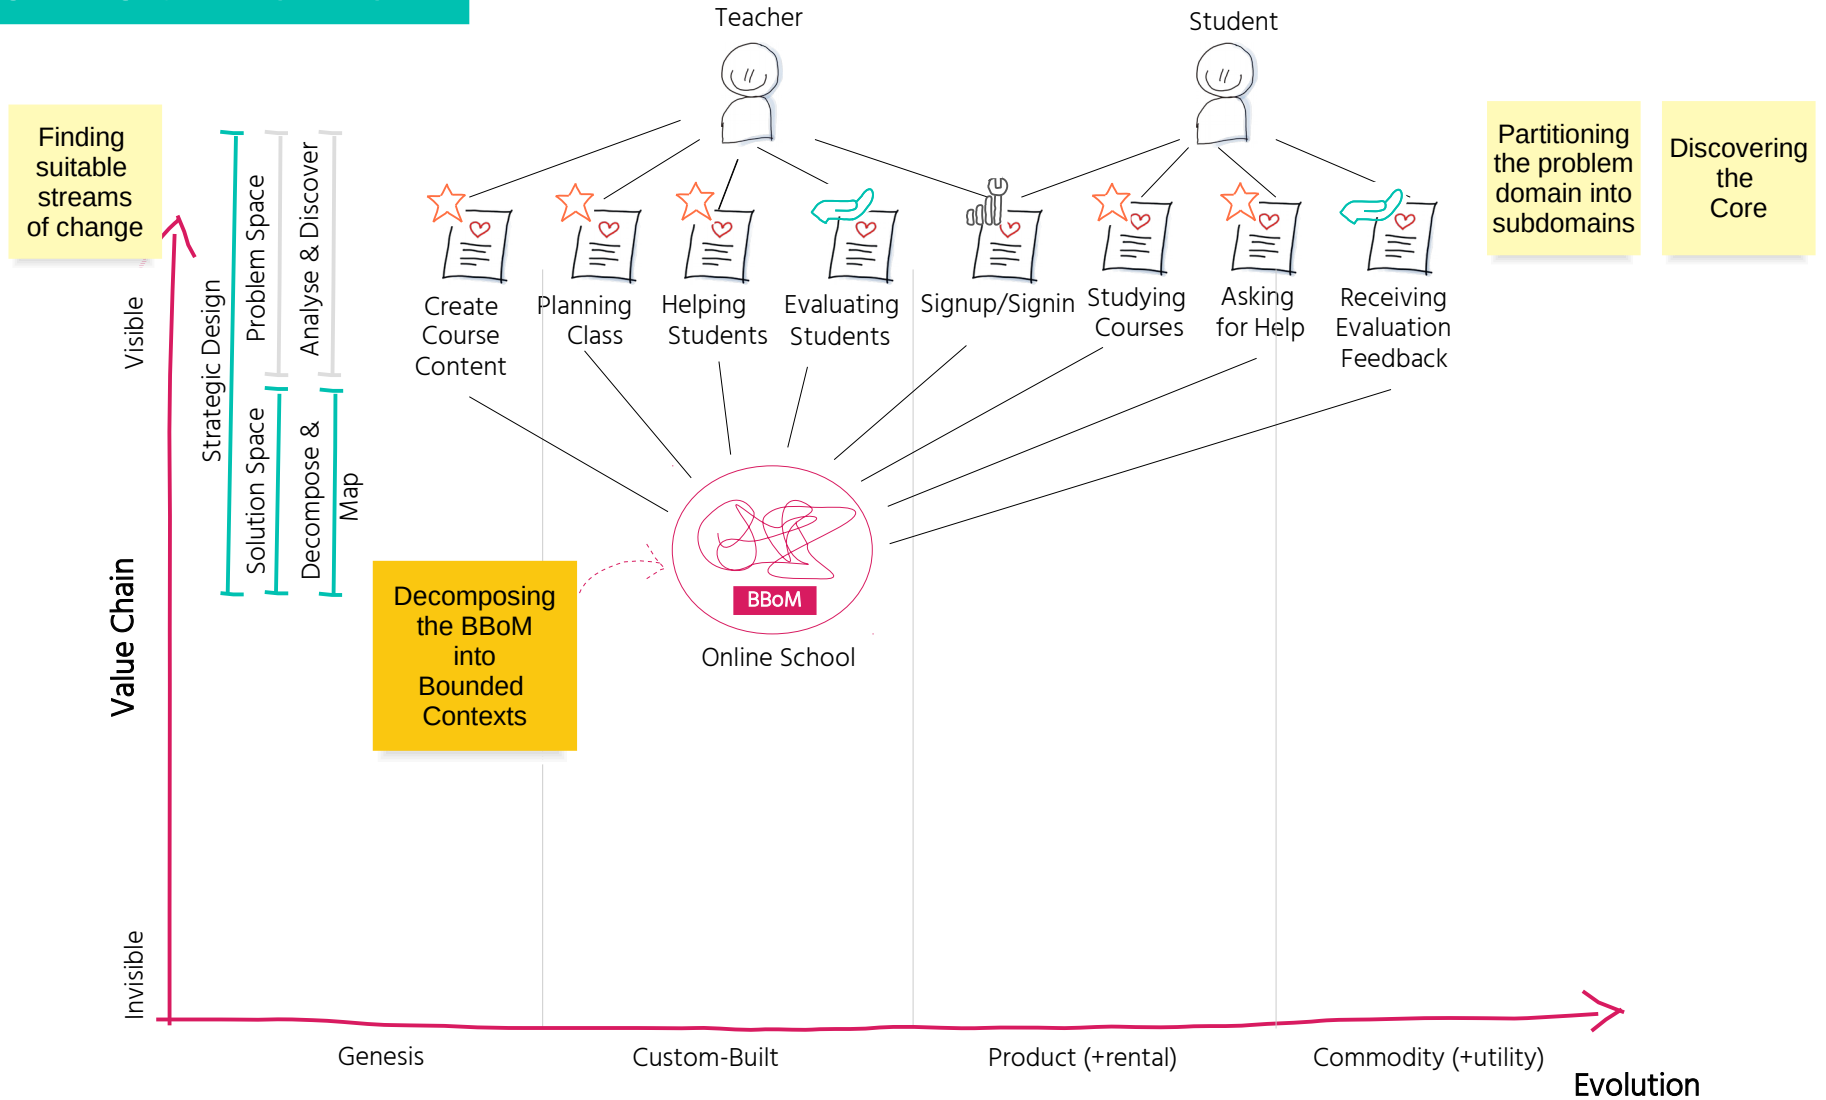 Teacher
Student
Finding
suitable
streams
of change
Partitioning
the problem
domain into
subdomains
Discovering
the
Core
Strategic Design
Problem Space
Analyse & Discover
Solution Space
Decompose &
Map
Visible
Value Chain
Invisible
Create
Course
Content
Planning
Class
Helping
Students
Evaluating
Students
Signup/Signin
Studying
Courses
Asking
for Help
Receiving
Evaluation
Feedback
Decomposing
the BBoM
into
Bounded
Contexts
BBoM
Online School
Genesis
Custom-Built
Product (+rental)
Commodity (+utility)
Evolution